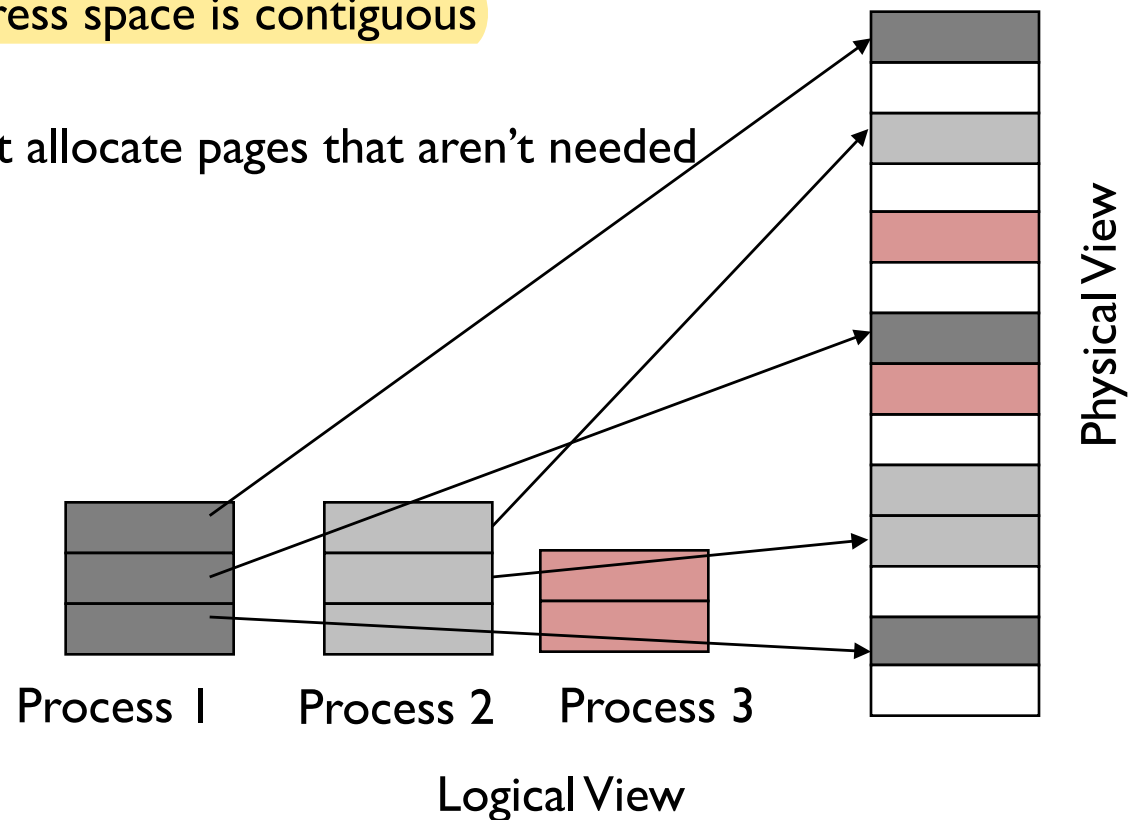 ress space is contiguous
t allocate pages that aren't needed
Physical View
Process 1
Process 2
Process 3
Logical View